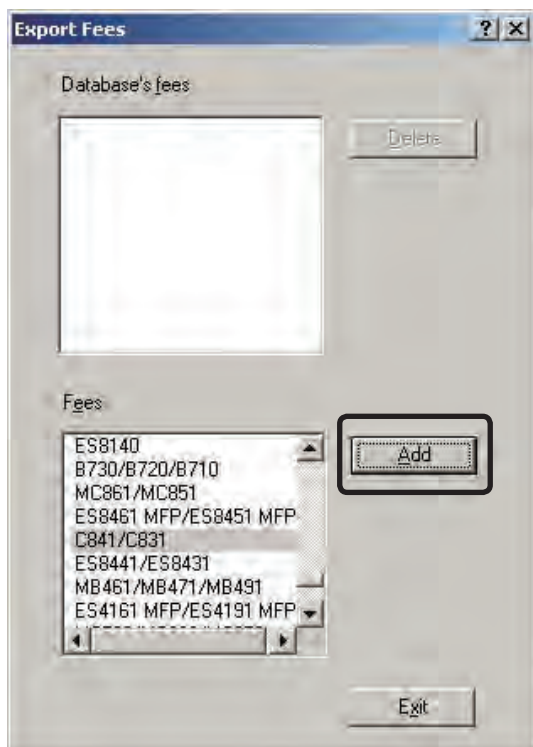 Export Fees
Database's fees
Delete
Fees
ES8140
B730/B720/B710
MC861/MC851
ES8461 MFP/ES8451 MFP
C841/C831
ES8441/ES8431
MB461/MB471/MB491
ES4161 MFP/ES4191 MFP
Add
Exit